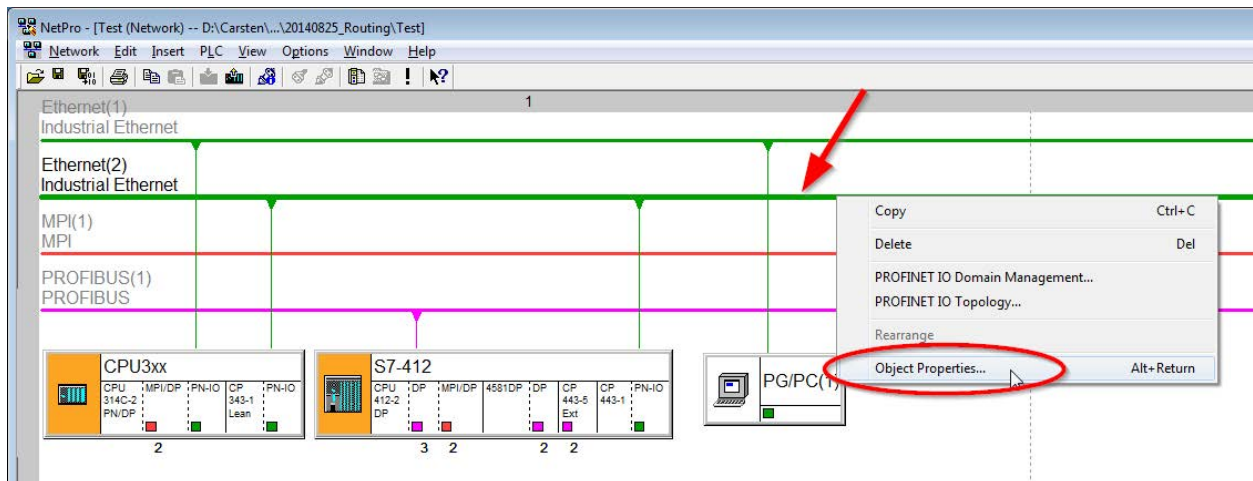 NetPro - [Test (Network) -- D:\Carsten\...\20140825_Routing\Test]
Network Edit Insert PLC View Options Window Help
1
Ethernet(1)
Industrial Ethernet
Ethernet(2)
Industrial Ethernet
MPI(1)
MPI
PROFIBUS(1)
PROFIBUS
Copy Ctrl+C
Delete Del
PROFINET IO Domain Management...
PROFINET IO Topology...
Rearrange
Object Properties... Alt+Return
CPU3xx
CPU MPI/DP PN-IO CP PN-IO
314C-2 343-1
PN/DP Lean
2
S7-412
CPU DP MPI/DP 4581DP DP CP CP PN-IO
412-2 443-5 443-1
DP Ext
3 2 2 2
PG/PC(1)